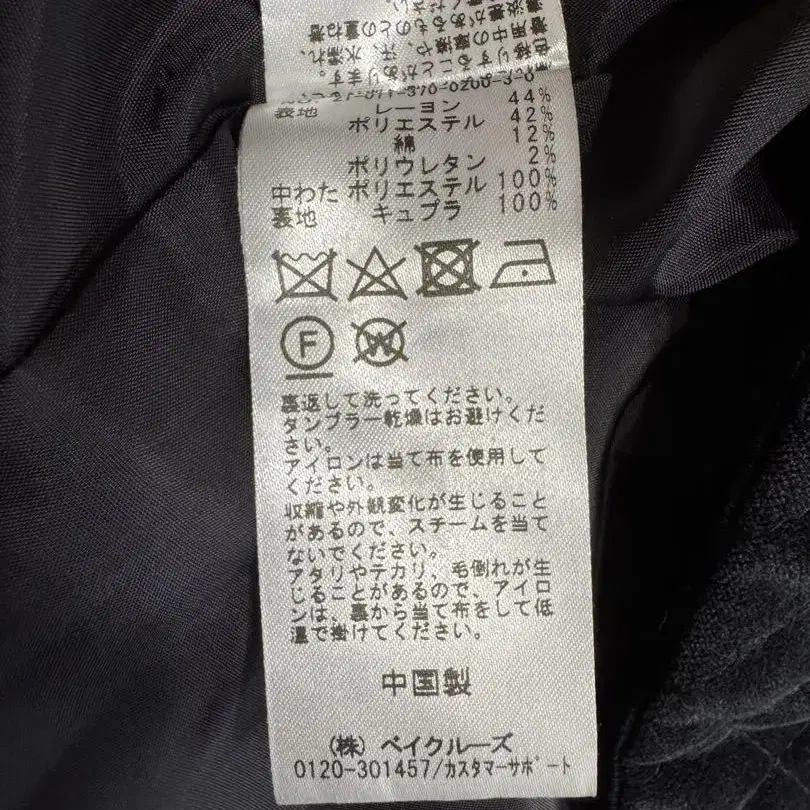 表地 レーヨン 44%
ポリエステル 42%
綿 12%
ポリウレタン 2%
中わた ポリエステル 100%
裏地 キュプラ 100%
F
W
裏返して洗ってください。
タンブラー乾燥はお避けくだ
さい。
アイロンは当て布を使用して
ください。
収縮や外観変化が生じること
があるので、スチームを当て
ないでください。
アタリやテカリ、毛倒れが生
じることがあるので、アイロ
ンは、裏から当て布をして低
温で掛けてください。
中国製
(株) ベイクルーズ
0120-301457/カスタマーサポート